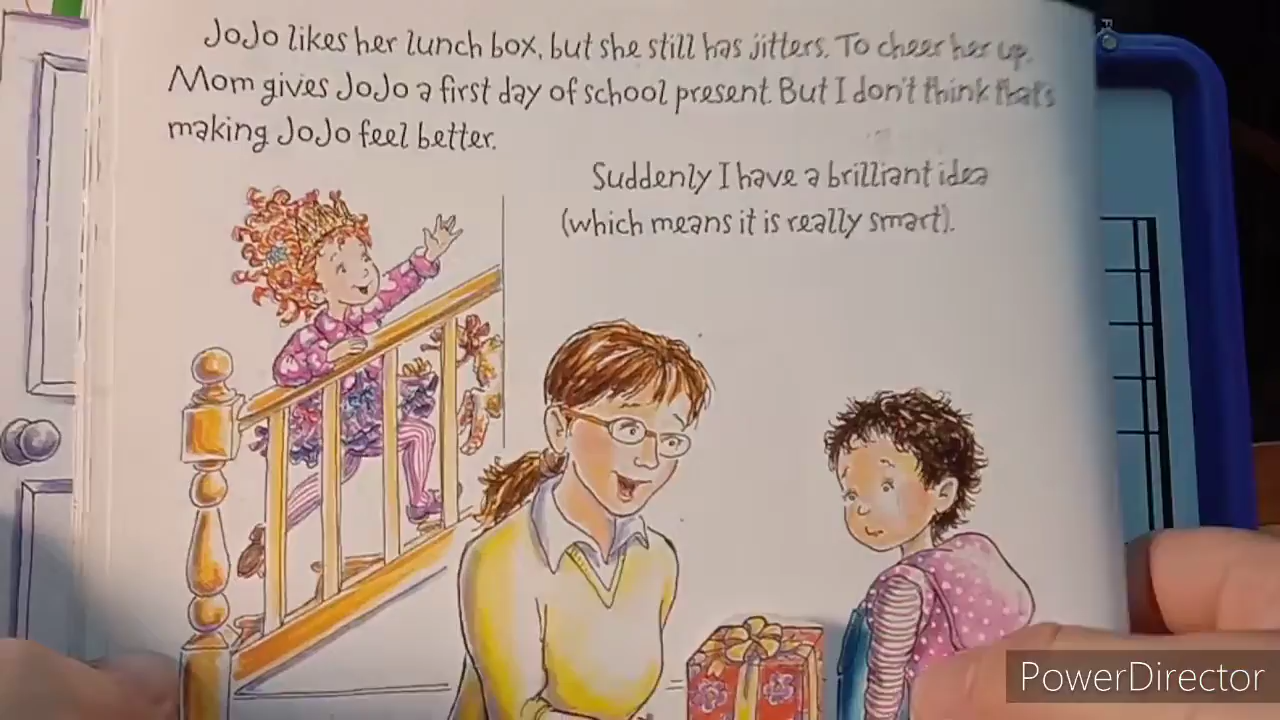 JoJo likes her lunch box, but she still has jitters. To cheer her up,
Mom gives JoJo a first day of school present. But I don't think that's
making JoJo feel better.
Suddenly I have a brilliant idea
(which means it is really smart).
PowerDirector